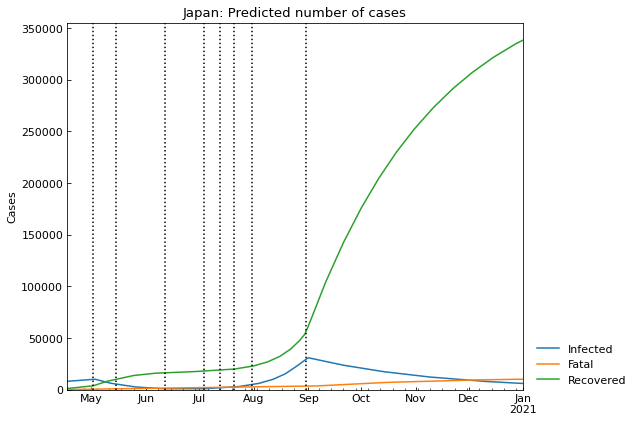 Japan: Predicted number of cases
350000
300000
250000
200000
150000
100000
50000
0
Cases
May Jun Jul Aug Sep Oct Nov Dec Jan
2021
Infected
Fatal
Recovered